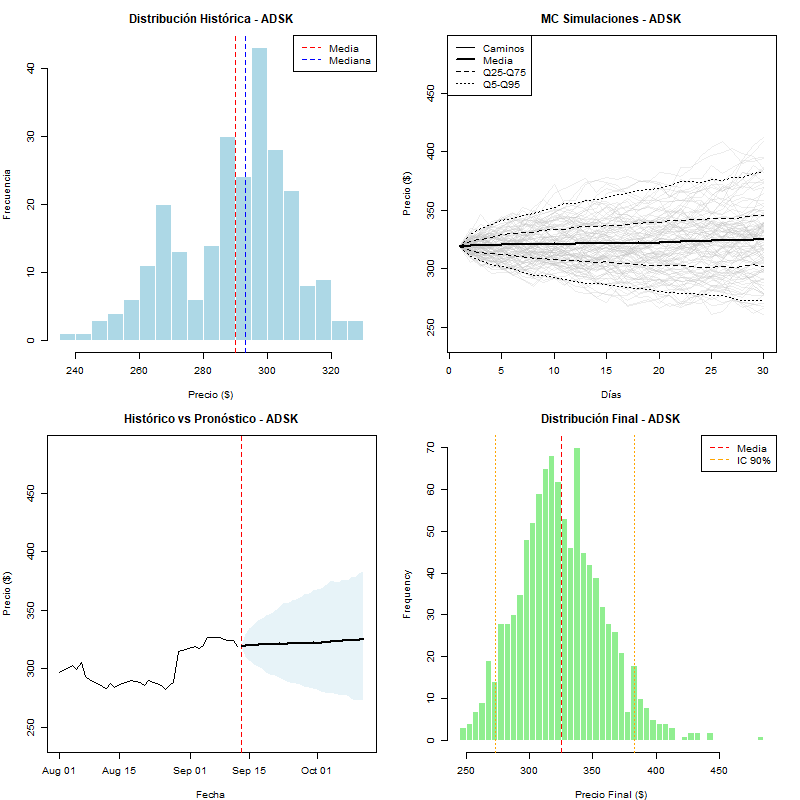 Distribución Histórica - ADSK
Media
Mediana
Frecuencia
0
10
20
30
40
240
260
280
300
320
Precio ($)
MC Simulaciones - ADSK
Caminos
Media
Q25-Q75
Q5-Q95
Precio ($)
250
300
350
400
450
0
5
10
15
20
25
30
Días
Histórico vs Pronóstico - ADSK
Precio ($)
250
300
350
400
450
Aug 01
Aug 15
Sep 01
Sep 15
Oct 01
Fecha
Distribución Final - ADSK
Media
IC 90%
Frequency
0
10
20
30
40
50
60
70
250
300
350
400
450
Precio Final ($)